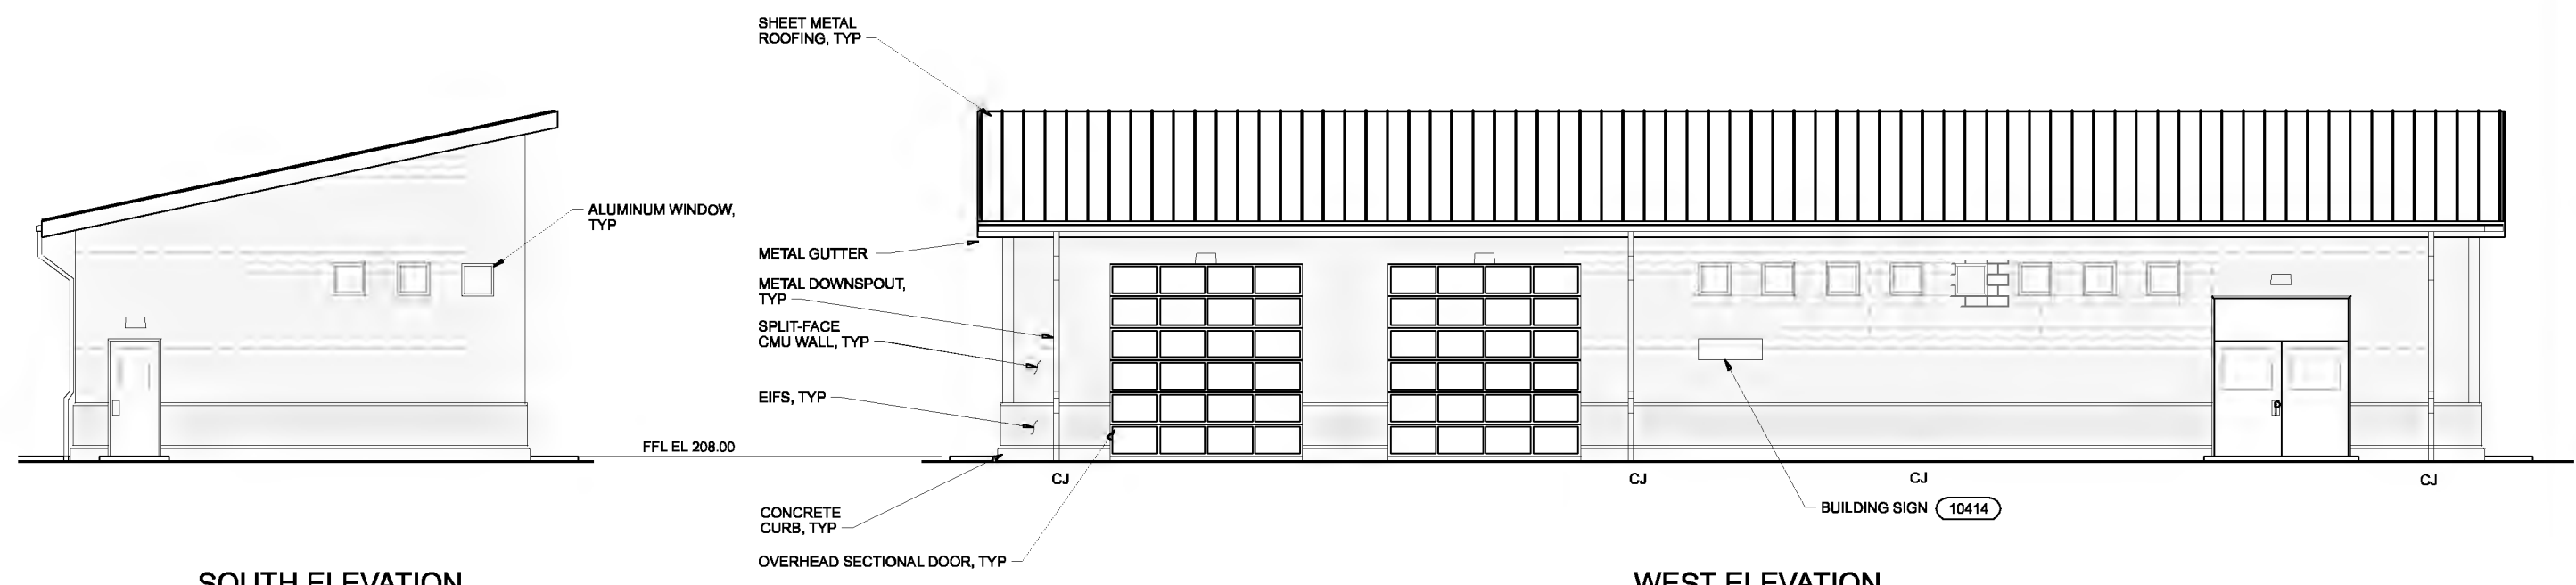 SHEET METAL
ROOFING, TYP
ALUMINUM WINDOW,
TYP
METAL GUTTER
METAL DOWNSPOUT,
TYP
SPLIT-FACE
CMU WALL, TYP
EIFS, TYP
FFL EL 208.00
CJ
CJ
CJ
CJ
CONCRETE
CURB, TYP
BUILDING SIGN 10414
OVERHEAD SECTIONAL DOOR, TYP
SOUTH ELEVATION
WEST ELEVATION